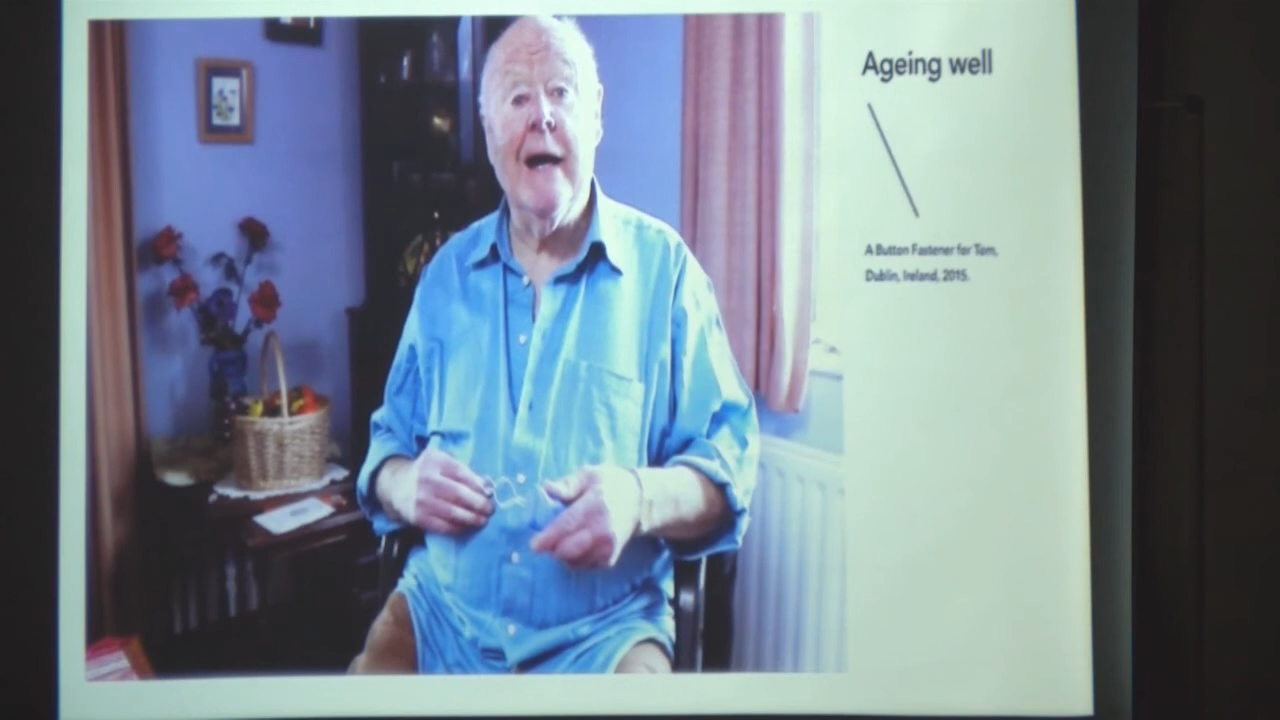 Ageing well
A Button Fastener for Tom,
Dublin, Ireland, 2015.